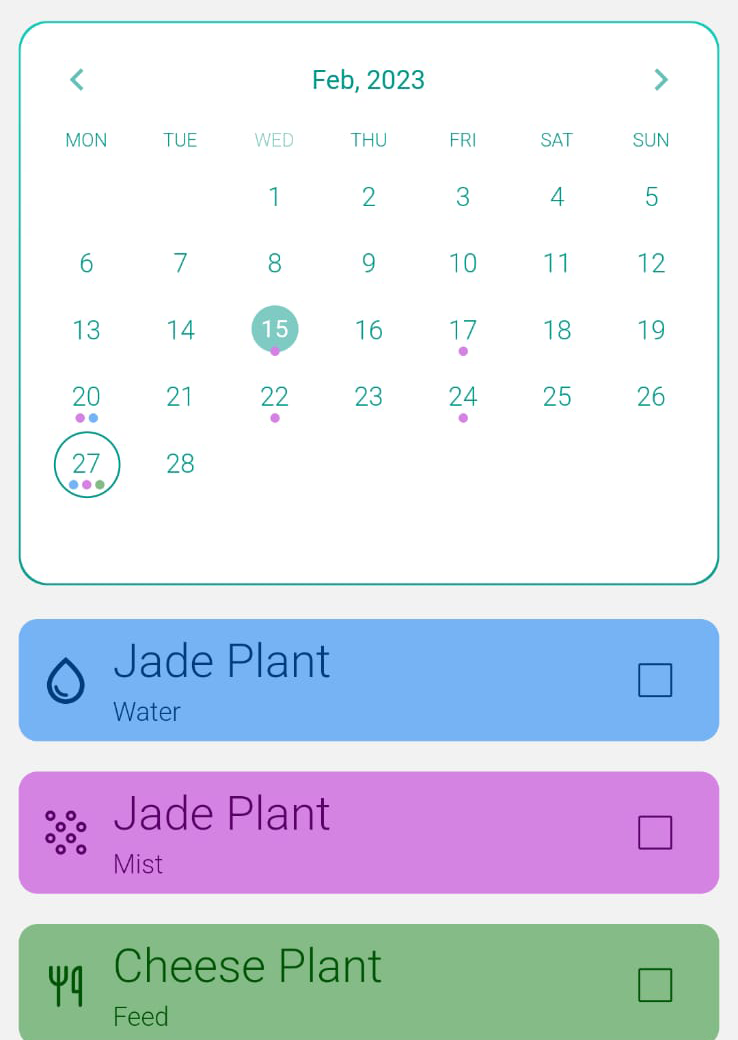 Feb, 2023
MON TUE WED THU FRI SAT SUN
1 2 3 4 5
6 7 8 9 10 11 12
13 14 15 16 17 18 19
20 21 22 23 24 25 26
27 28
Jade Plant
Water
Jade Plant
Mist
Cheese Plant
Feed